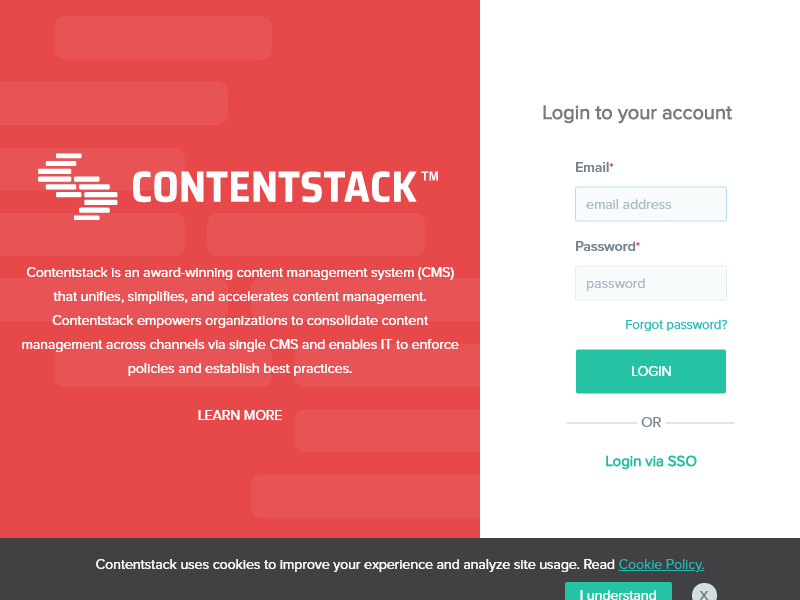 CONTENTSTACK™
Contentstack is an award-winning content management system (CMS)
that unifies, simplifies, and accelerates content management.
Contentstack empowers organizations to consolidate content
management across channels via single CMS and enables IT to enforce
policies and establish best practices.
LEARN MORE
Login to your account
Email*
email address
Password*
password
Forgot password?
LOGIN
OR
Login via SSO
Contentstack uses cookies to improve your experience and analyze site usage. Read Cookie Policy.
I understand
X